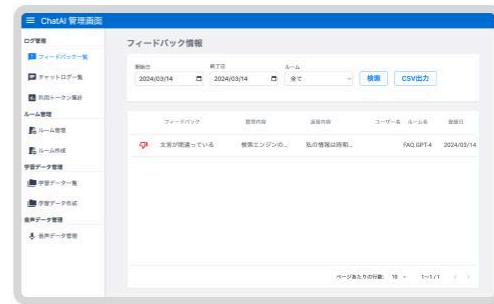 ChatAI 管理画面
ログ管理
フィードバック一覧
チャットログ一覧
利用トークン集計
ルーム管理
ルーム管理
ルーム作成
学習データ管理
学習データ一覧
学習データ作成
音声データ管理
音声データ管理
フィードバック情報
開始日 終了日 ルーム
2024/03/14 2024/03/14 全て 検索 CSV出力
フィードバック 質問内容 返答内容 ユーザー名 ルーム名 登録日
文言が間違っている 検索エンジンの... 私の情報は時期... FAQ GPT-4 2024/03/14
ページあたりの行数: 10 1~1 / 1